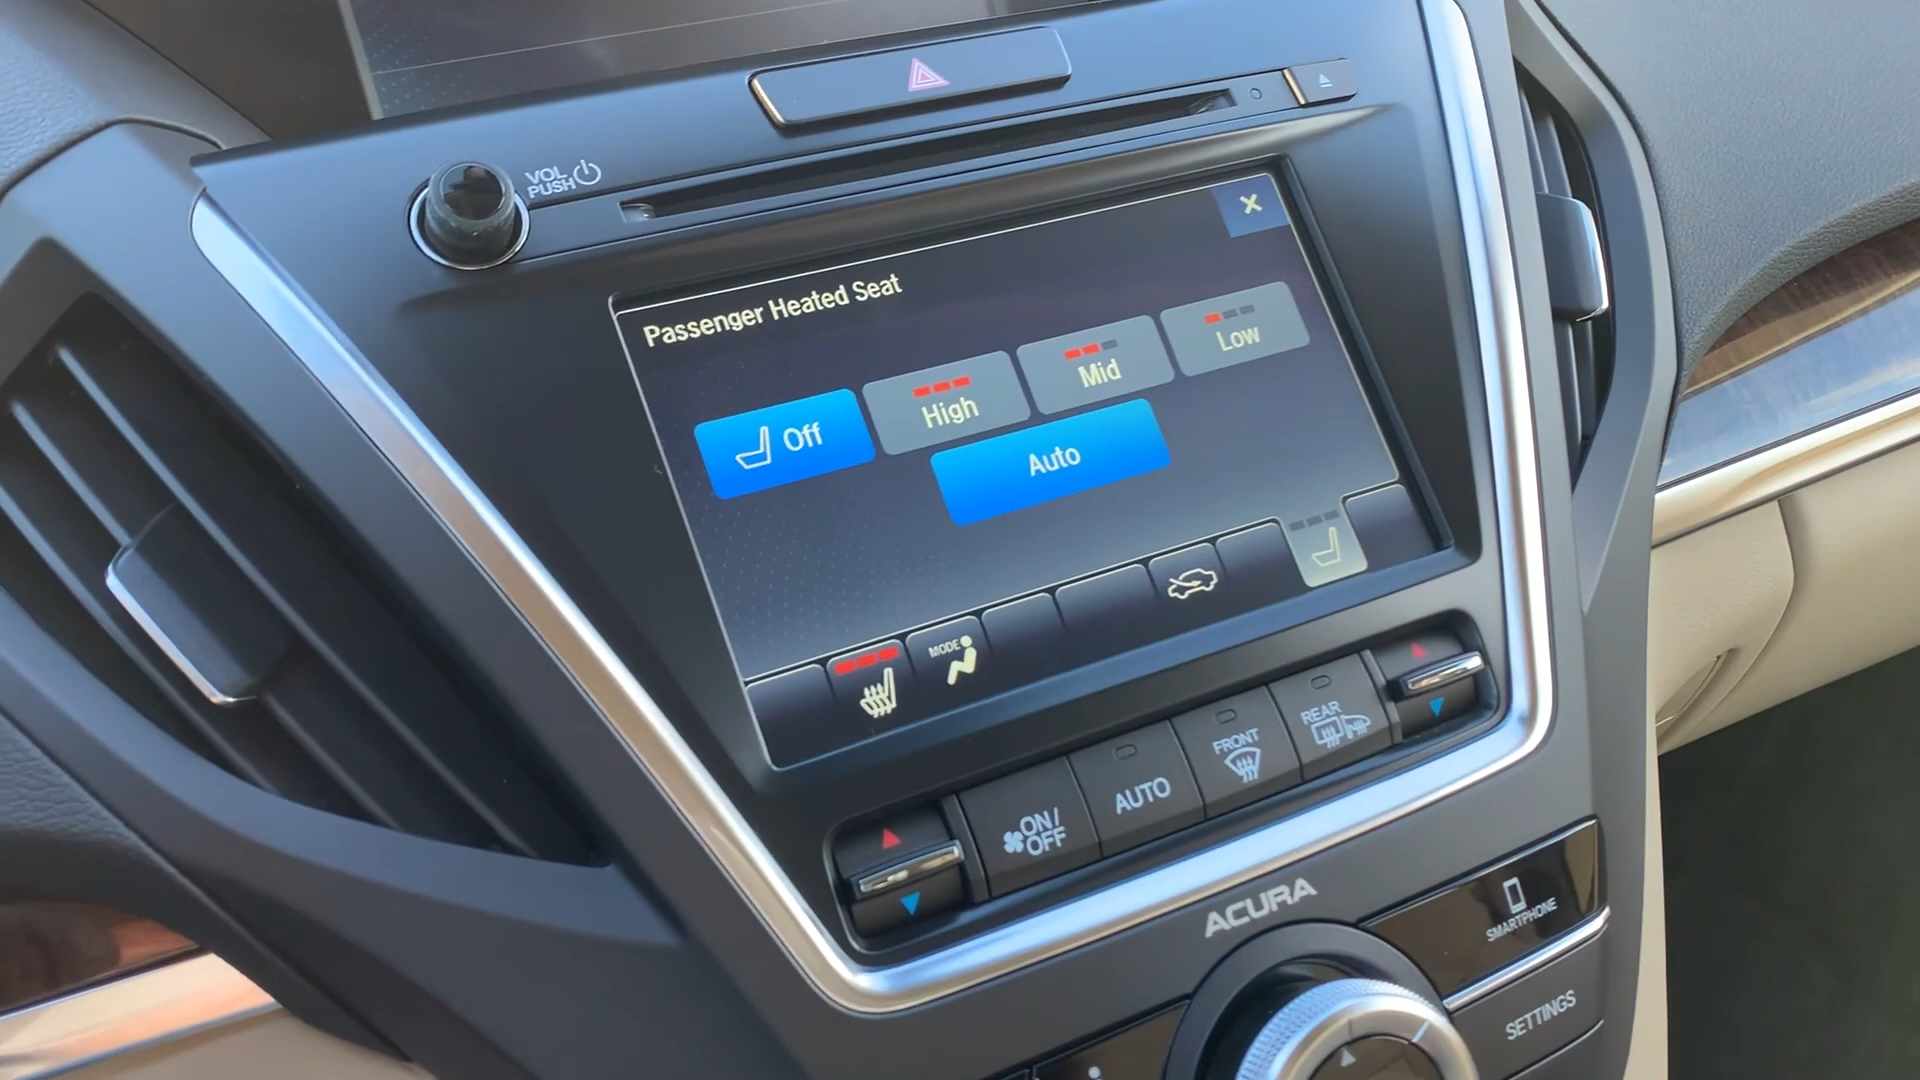 VOL
PUSH
Passenger Heated Seat
Off
High
Mid
Low
Auto
MODE
ON/
OFF
AUTO
FRONT
REAR
ACURA
SMARTPHONE
SETTINGS